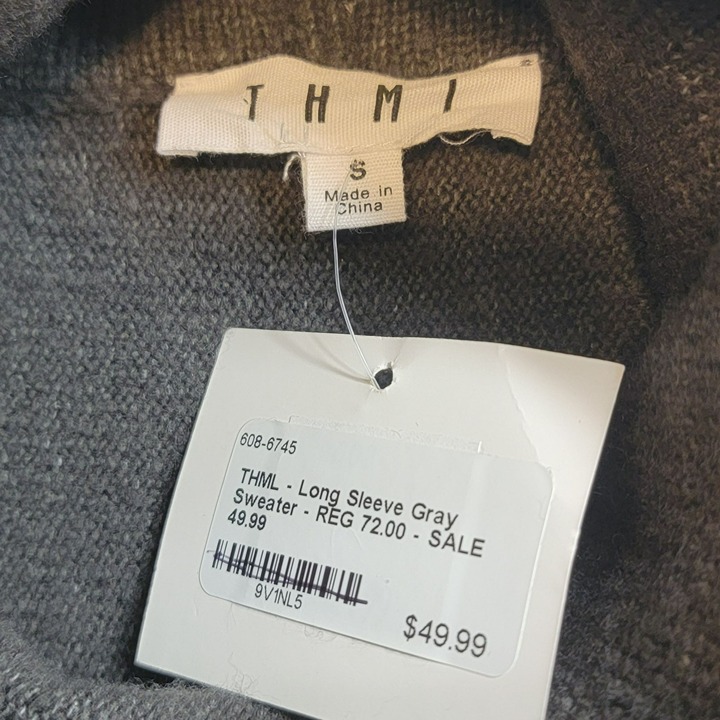 THML
S
Made in
China
608-6745
THML - Long Sleeve Gray
Sweater - REG 72.00 - SALE
49.99
9V1NL5
$49.99